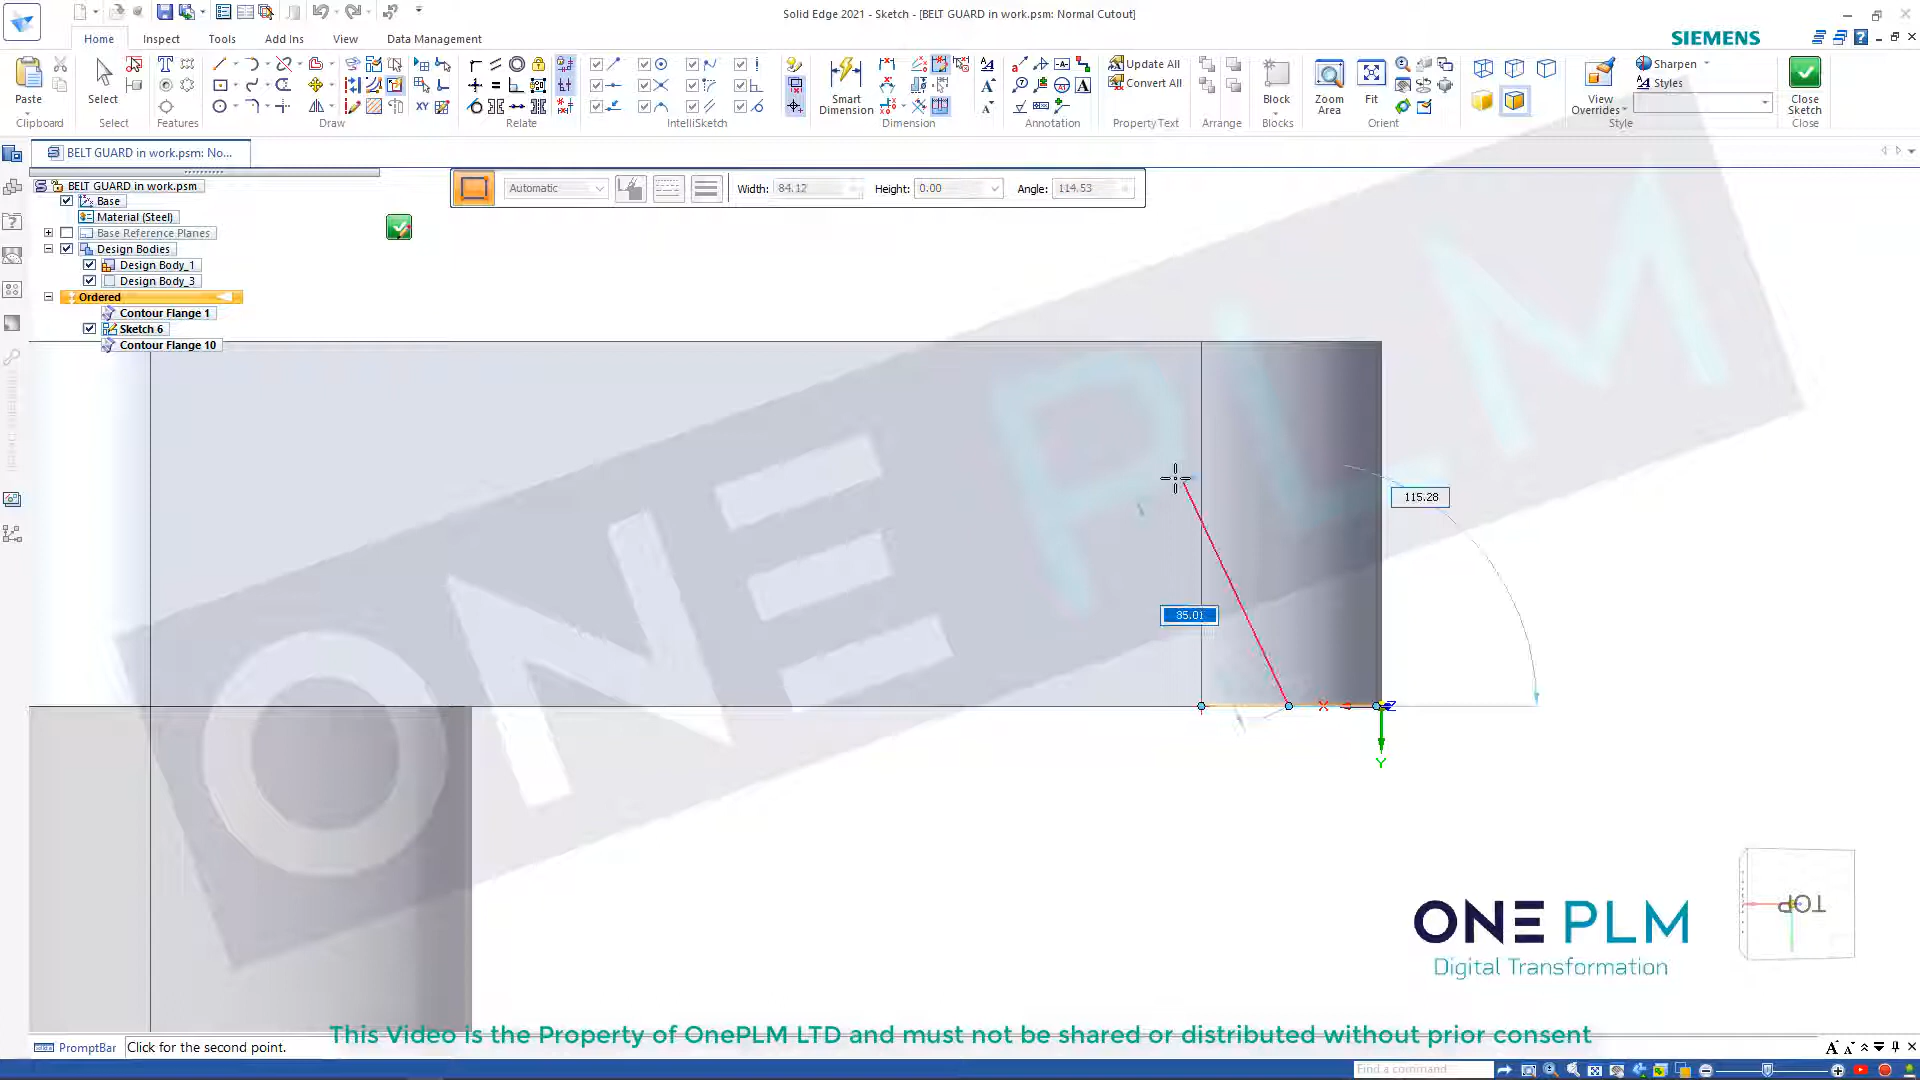 Solid Edge 2021 - Sketch - [BELT GUARD in work.psm: Normal Cutout]
Home
Inspect
Tools
Add Ins
View
Data Management
SIEMENS
Paste
Select
Smart Dimension
Update All
Convert All
Block
Zoom Area
Fit
View Overrides
Sharpen
Styles
Close Sketch
Clipboard
Select
Features
Draw
Relate
IntelliSketch
Dimension
Annotation
PropertyText
Arrange
Blocks
Orient
Style
Close
BELT GUARD in work.psm: No...
BELT GUARD in work.psm
Base
Material (Steel)
Base Reference Planes
Design Bodies
Design Body_1
Design Body_3
Ordered
Contour Flange 1
Sketch 6
Contour Flange 10
Automatic
Width: 84.12
Height: 0.00
Angle: 114.53
115.28
85.01
X
Z
Y
ONE PLM
TOP
ONE PLM
Digital Transformation
This Video is the Property of OnePLM LTD and must not be shared or distributed without prior consent
PromptBar
Click for the second point.
Find a command